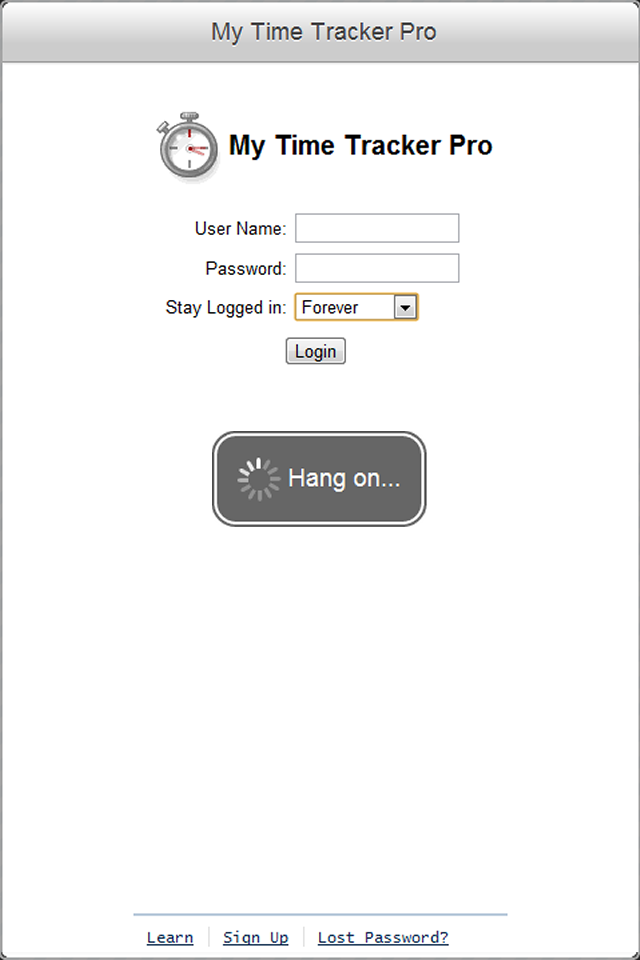 My Time Tracker Pro
My Time Tracker Pro
User Name:
Password:
Stay Logged in: Forever
Login
Hang on...
Learn Sign Up Lost Password?